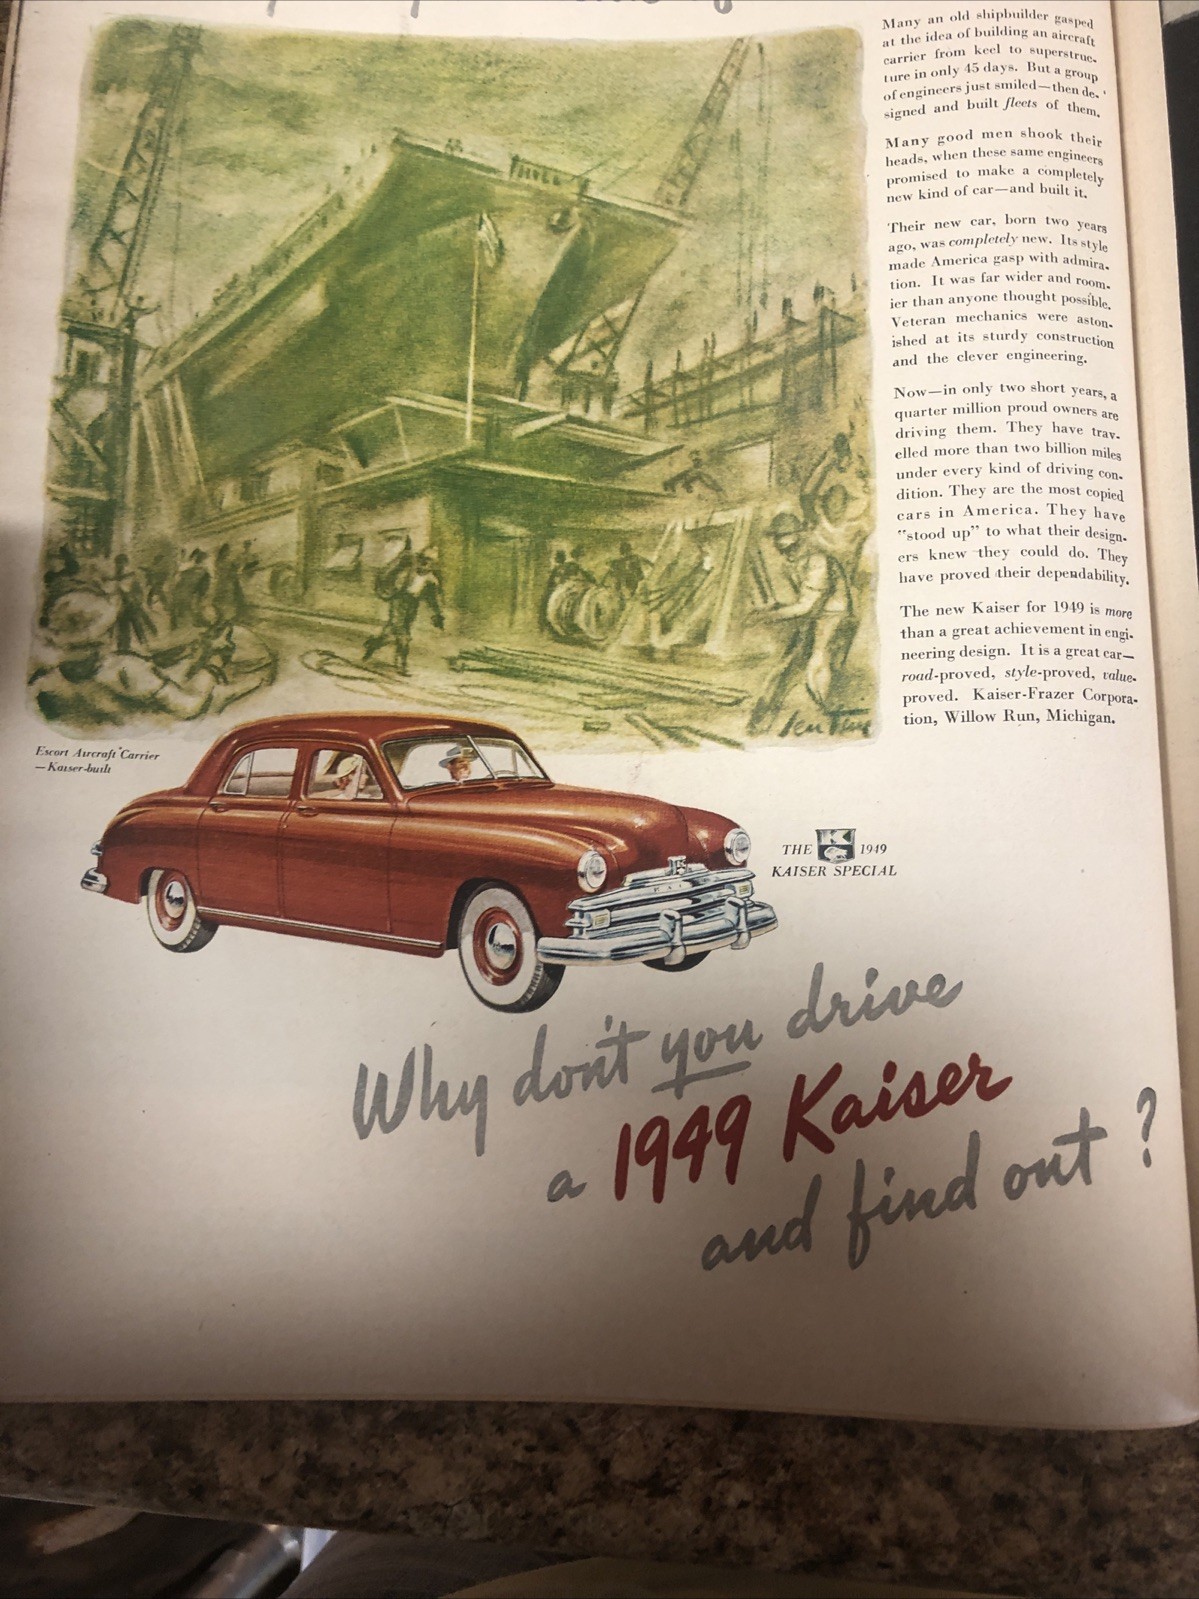 Many an old shipbuilder gasped
at the idea of building an aircraft
carrier from keel to superstruc-
ture in only 45 days. But a group
of engineers just smiled—then de-
signed and built fleets of them.
Many good men shook their
heads, when these same engineers
promised to make a completely
new kind of car—and built it.
Their new car, born two years
ago, was completely new. Its style
made America gasp with admira-
tion. It was far wider and room-
ier than anyone thought possible.
Veteran mechanics were aston-
ished at its sturdy construction
and the clever engineering.
Now—in only two short years, a
quarter million proud owners are
driving them. They have trav-
elled more than two billion miles
under every kind of driving con-
dition. They are the most copied
cars in America. They have
"stood up" to what their design-
ers knew they could do. They
have proved their dependability.
The new Kaiser for 1949 is more
than a great achievement in engi-
neering design. It is a great car—
road-proved, style-proved, value-
proved. Kaiser-Frazer Corpora-
tion, Willow Run, Michigan.
Escort Aircraft Carrier
—Kaiser-built
THE K 1949
KAISER SPECIAL
Why don't you drive
a 1949 Kaiser
and find out?